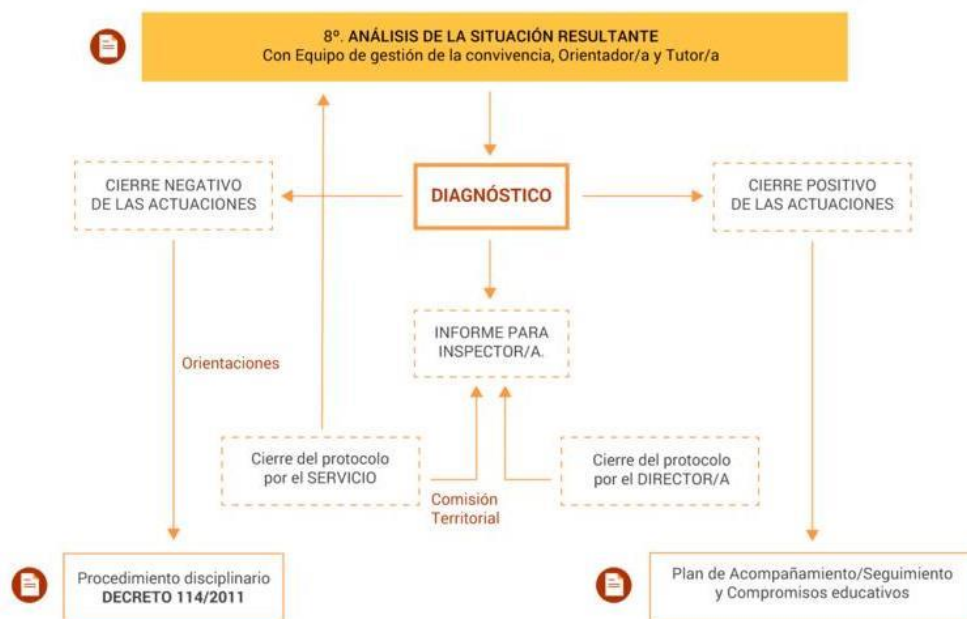 8º. ANÁLISIS DE LA SITUACIÓN RESULTANTE
Con Equipo de gestión de la convivencia, Orientador/a y Tutor/a
CIERRE NEGATIVO
DE LAS ACTUACIONES
DIAGNÓSTICO
CIERRE POSITIVO
DE LAS ACTUACIONES
INFORME PARA
INSPECTOR/A.
Orientaciones
Cierre del protocolo
por el SERVICIO
Cierre del protocolo
por el DIRECTOR/A
Comisión
Territorial
Procedimiento disciplinario
DECRETO 114/2011
Plan de Acompañamiento/Seguimiento
y Compromisos educativos